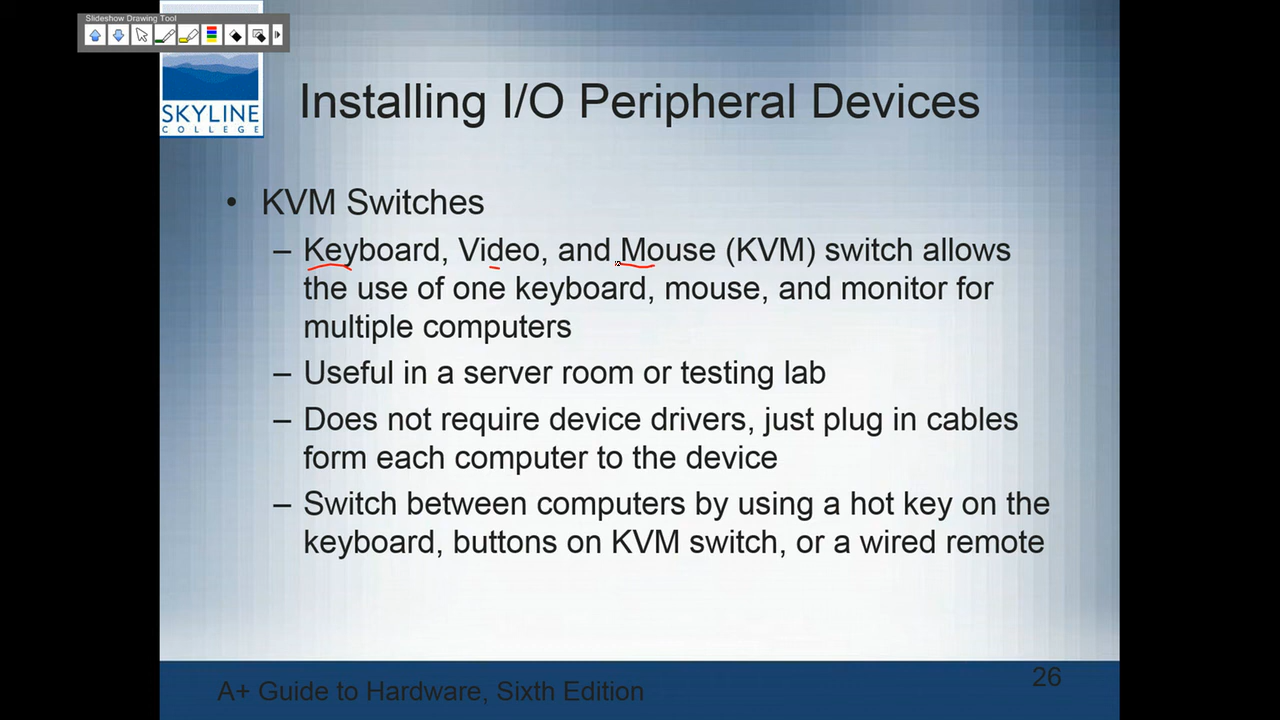 Slideshow Drawing Tool
SKYLINE
COLLEGE
Installing I/O Peripheral Devices
• KVM Switches
– Keyboard, Video, and Mouse (KVM) switch allows
the use of one keyboard, mouse, and monitor for
multiple computers
– Useful in a server room or testing lab
– Does not require device drivers, just plug in cables
form each computer to the device
– Switch between computers by using a hot key on the
keyboard, buttons on KVM switch, or a wired remote
A+ Guide to Hardware, Sixth Edition
26